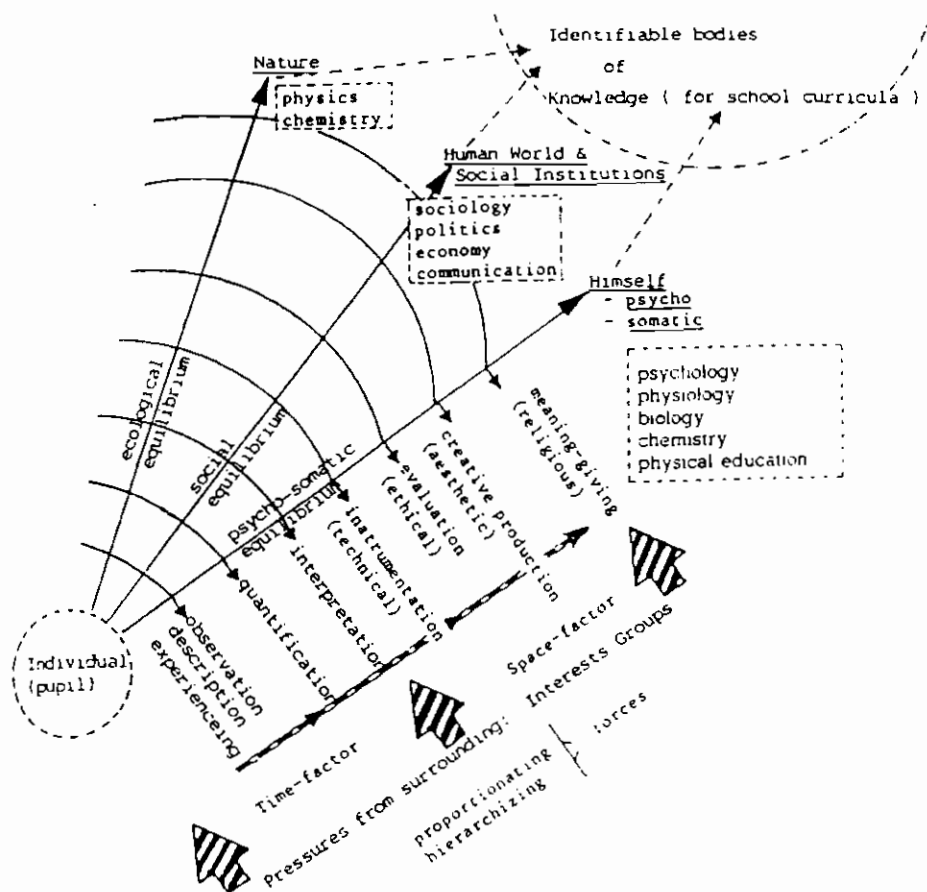 Identifiable bodies
of
Knowledge ( for school curricula )
Nature
physics
chemistry
Human World &
Social Institutions
sociology
politics
economy
communication
Himself
- psycho
- somatic
psychology
physiology
biology
chemistry
physical education
ecological
equilibrium
social
equilibrium
psycho-somatic
equilibrium
meaning-giving
(religious)
creative production
(aesthetic)
evaluation
(ethical)
inatrumentation
(technical)
interpretation
quantification
observation
description
experienceing
Individual
(pupil)
Time-factor
Space-factor
Pressures from surrounding: Interests Groups
proportionating
hierarchizing
forces